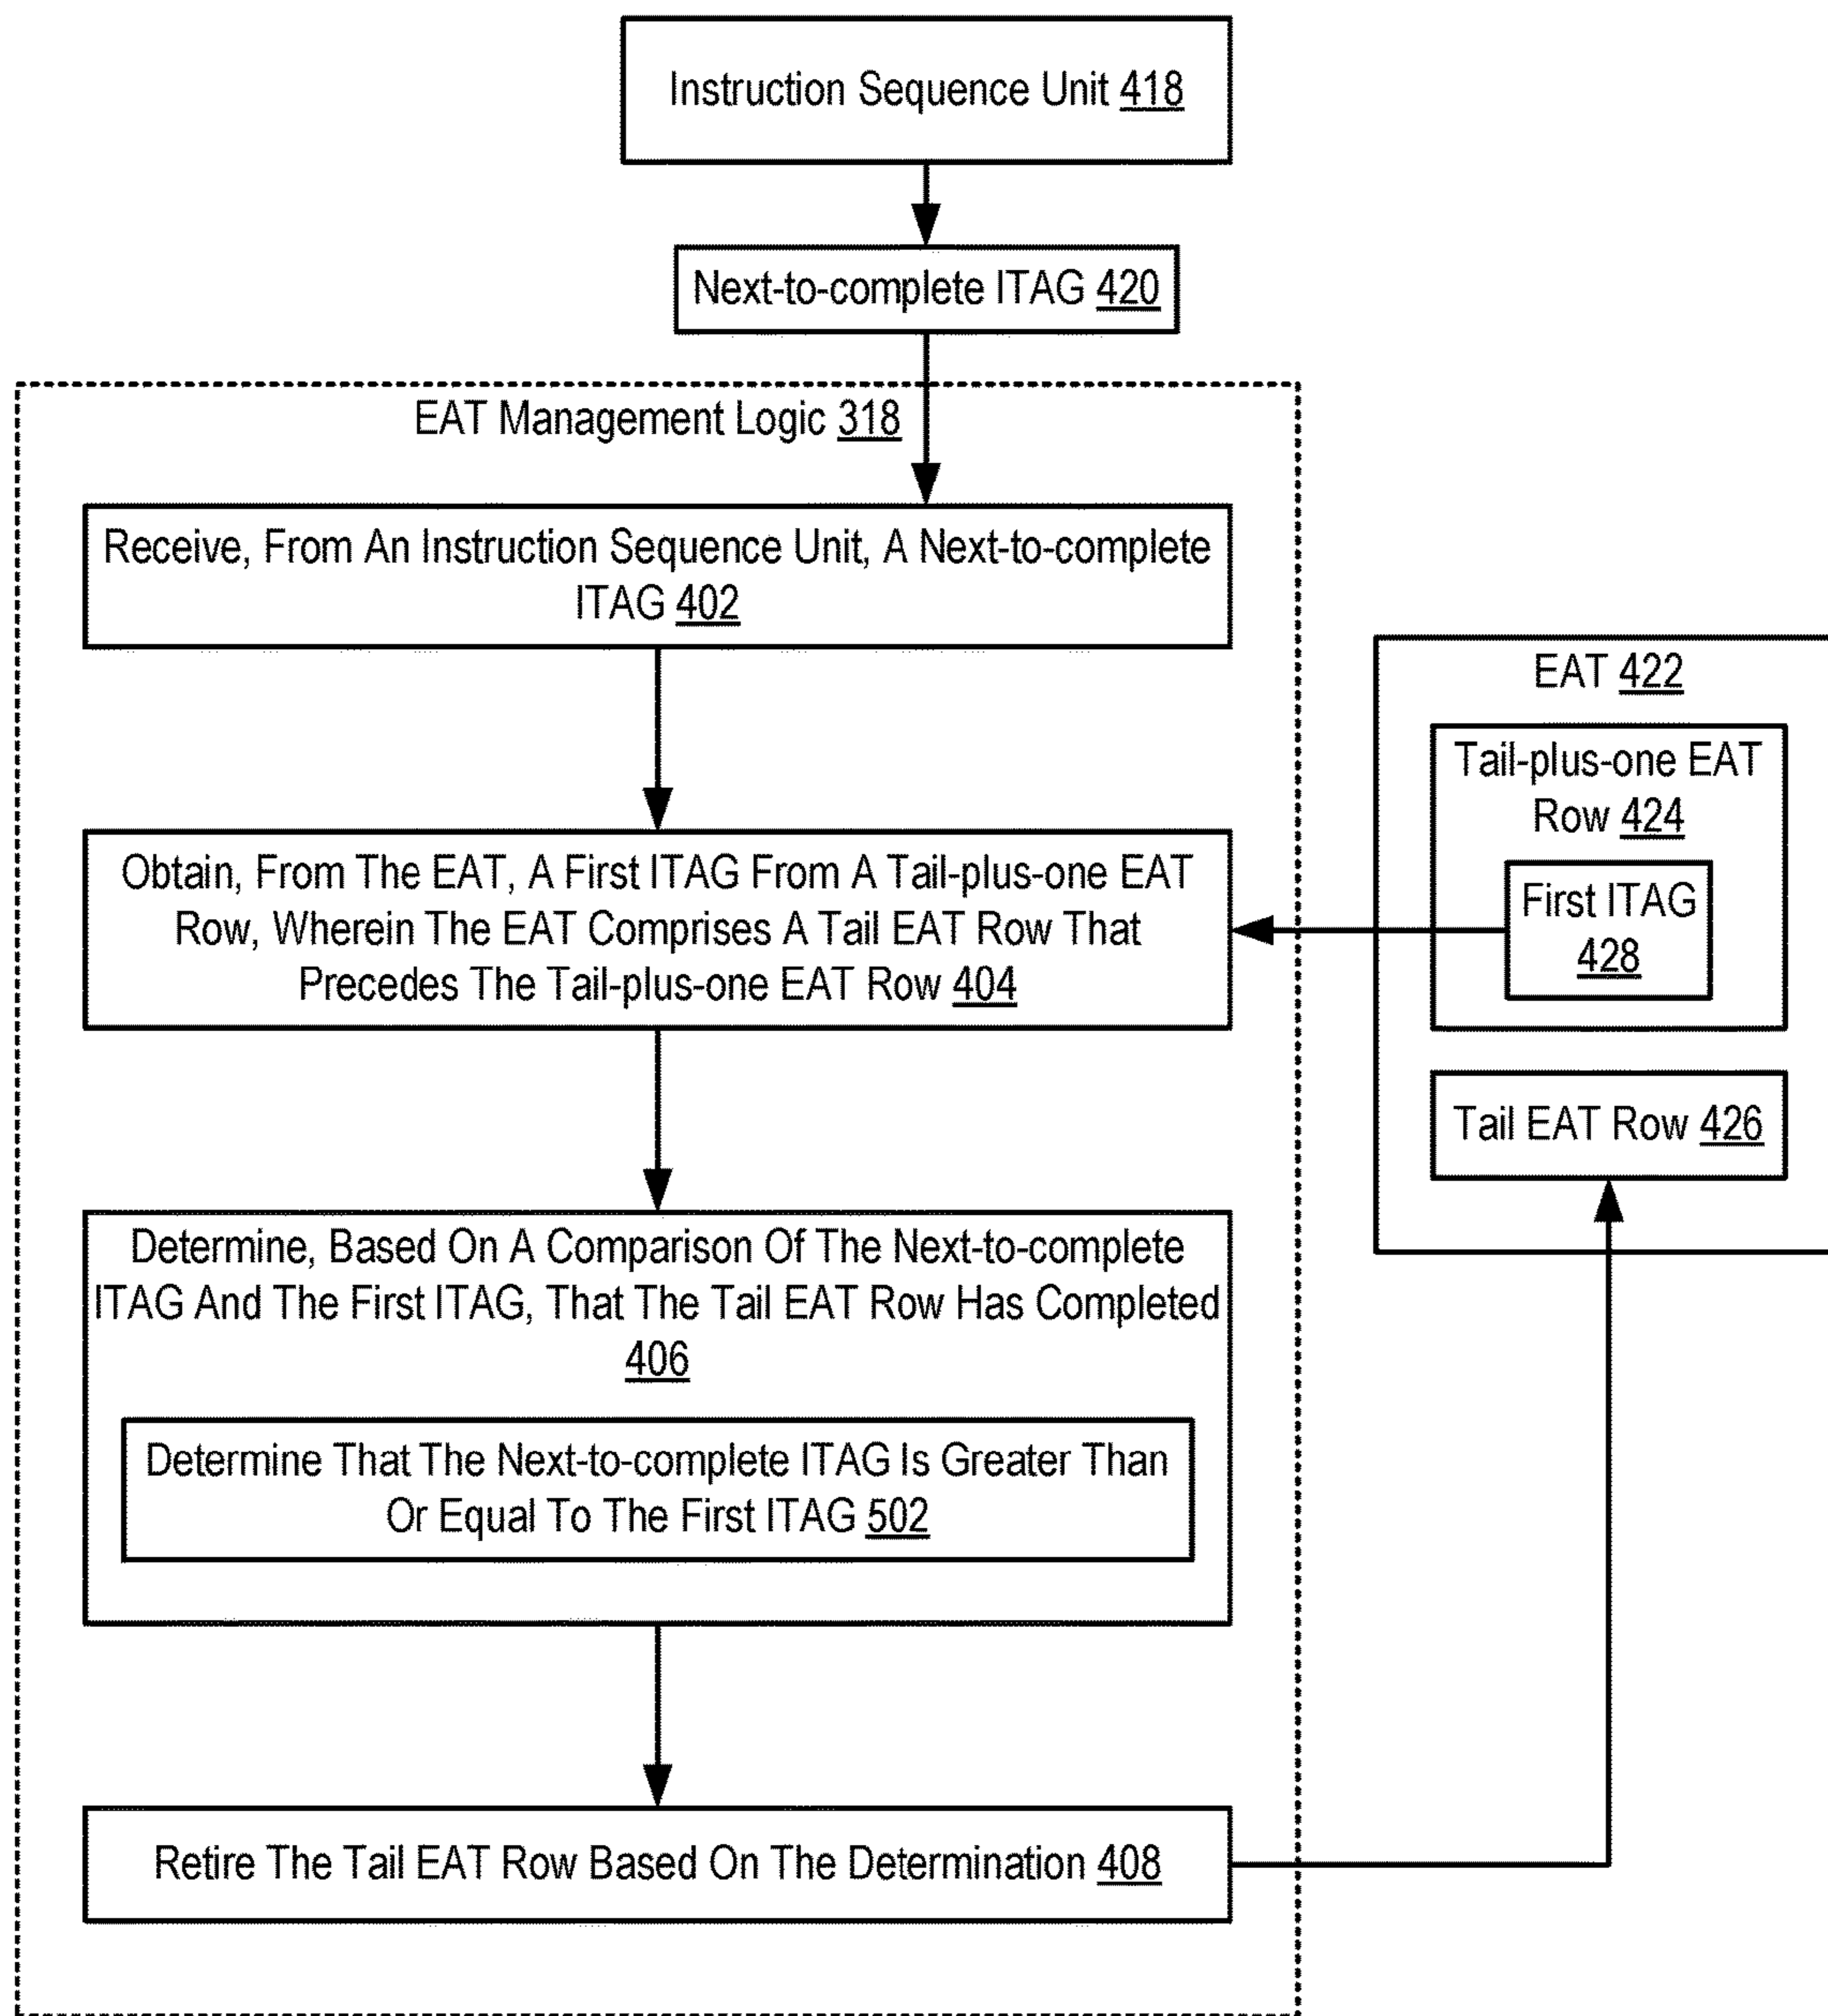 Instruction Sequence Unit 418
Next-to-complete ITAG 420
EAT Management Logic 318
Receive, From An Instruction Sequence Unit, A Next-to-complete
ITAG 402
Obtain, From The EAT, A First ITAG From A Tail-plus-one EAT
Row, Wherein The EAT Comprises A Tail EAT Row That
Precedes The Tail-plus-one EAT Row 404
Determine, Based On A Comparison Of The Next-to-complete
ITAG And The First ITAG, That The Tail EAT Row Has Completed
406
Determine That The Next-to-complete ITAG Is Greater Than
Or Equal To The First ITAG 502
Retire The Tail EAT Row Based On The Determination 408
EAT 422
Tail-plus-one EAT
Row 424
First ITAG
428
Tail EAT Row 426